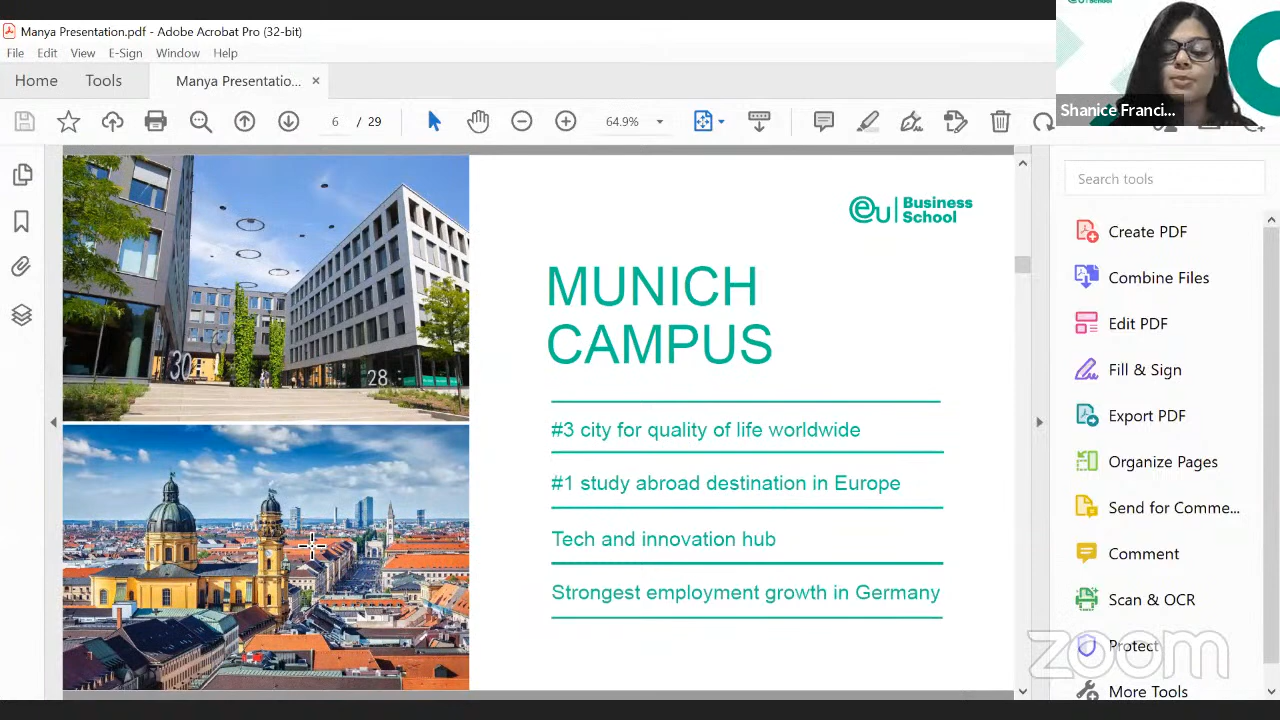 Manya Presentation.pdf - Adobe Acrobat Pro (32-bit)
File Edit View E-Sign Window Help
Home Tools Manya Presentatio...
6 /
64.9%
Shanice Franci...
30
28
eu Business
School
MUNICH
CAMPUS
#3 city for quality of life worldwide
#1 study abroad destination in Europe
Tech and innovation hub
Strongest employment growth in Germany
Search tools
Create PDF
Combine Files
Edit PDF
Fill & Sign
Export PDF
Organize Pages
Send for Comme...
Comment
Scan & OCR
Protect
More Tools
zoom